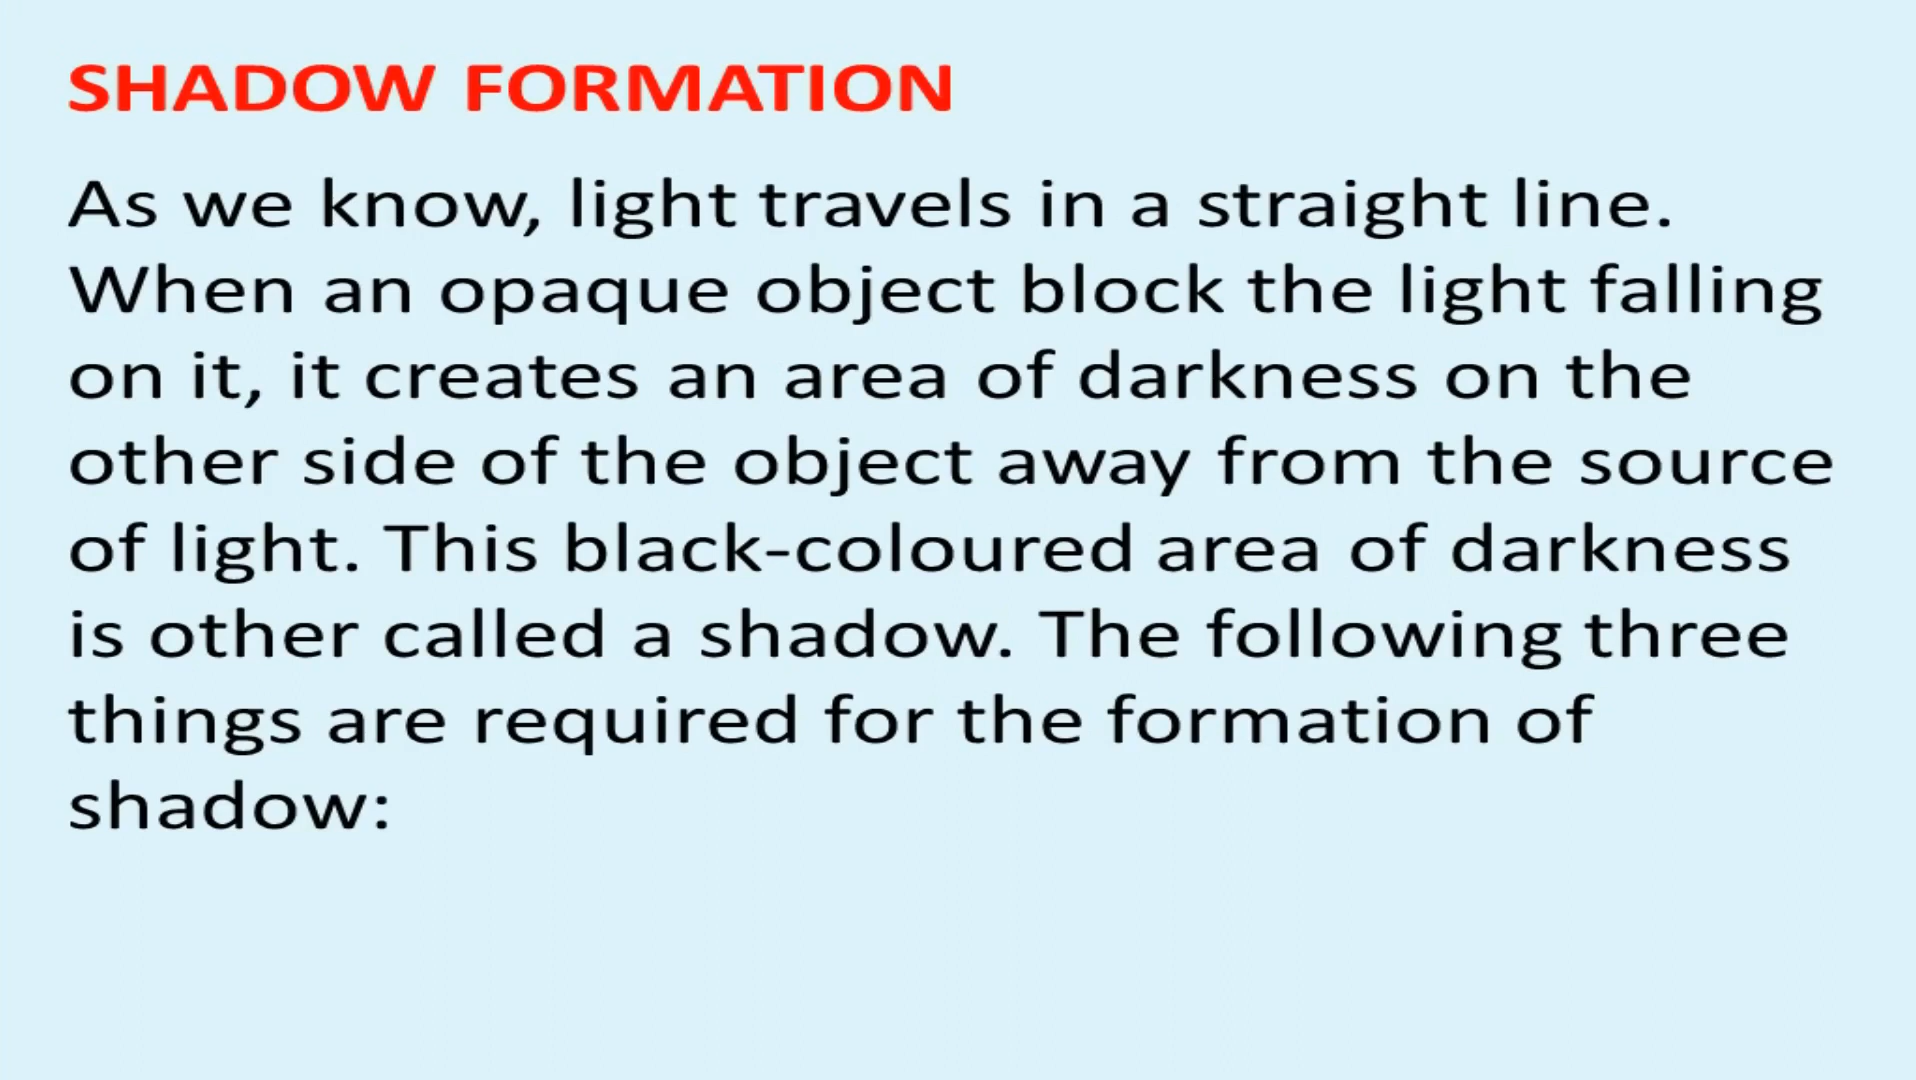 SHADOW FORMATION
As we know, light travels in a straight line.
When an opaque object block the light falling
on it, it creates an area of darkness on the
other side of the object away from the source
of light. This black-coloured area of darkness
is other called a shadow. The following three
things are required for the formation of
shadow: